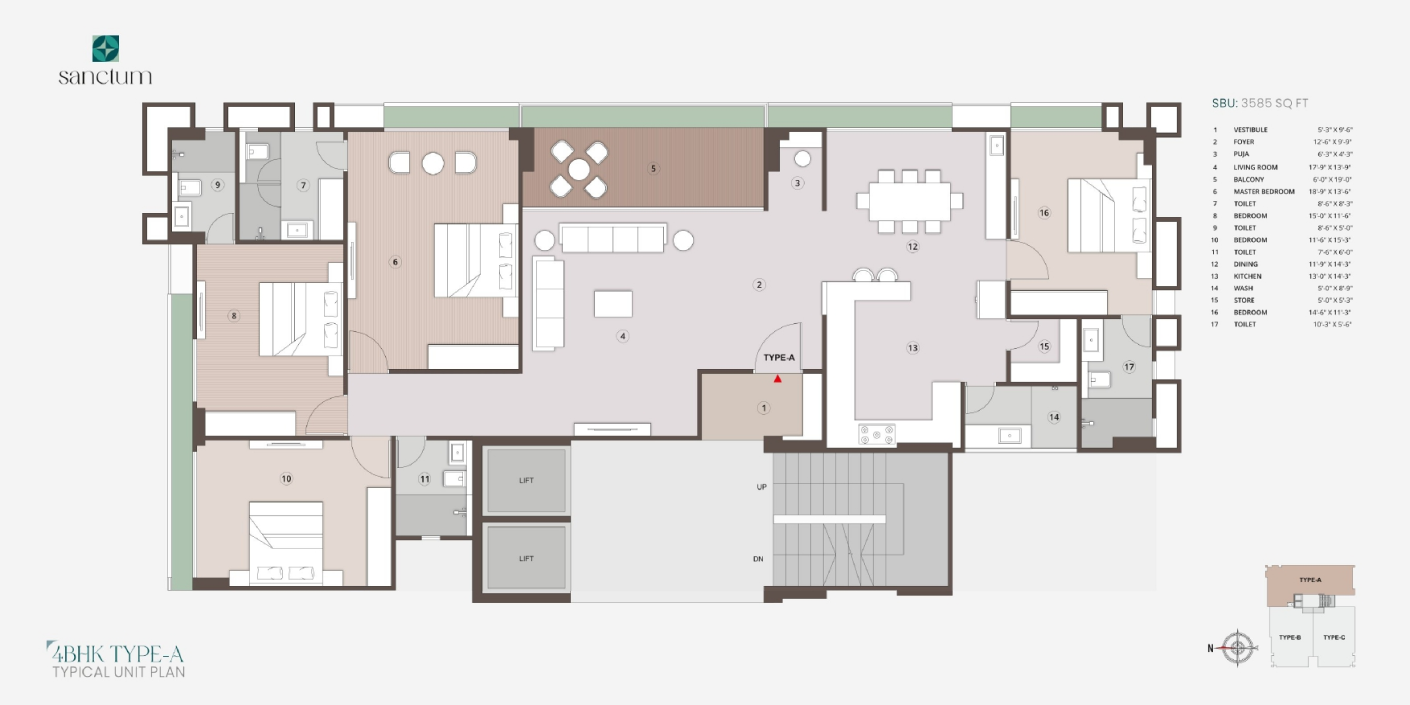 sanctum
SBU: 3585 SQ FT
1 VESTIBULE 5'-3" X 9'-6"
2 FOYER 12'-6" X 9'-9"
3 PUJA 6'-3" X 4'-3"
4 LIVING ROOM 17'-9" X 13'-9"
5 BALCONY 6'-0" X 19'-0"
6 MASTER BEDROOM 18'-9" X 13'-6"
7 TOILET 8'-6" X 8'-3"
8 BEDROOM 15'-0" X 11'-6"
9 TOILET 8'-6" X 5'-0"
10 BEDROOM 11'-6" X 15'-3"
11 TOILET 7'-6" X 6'-0"
12 DINING 11'-9" X 14'-3"
13 KITCHEN 13'-0" X 14'-3"
14 WASH 5'-0" X 8'-9"
15 STORE 5'-0" X 5'-3"
16 BEDROOM 14'-6" X 11'-3"
17 TOILET 10'-3" X 5'-6"
5
9
7
3
16
12
6
2
8
4
13
15
TYPE-A
17
1
14
10
11
LIFT
UP
LIFT
DN
TYPE-A
TYPE-B
TYPE-C
N
4BHK TYPE-A
TYPICAL UNIT PLAN